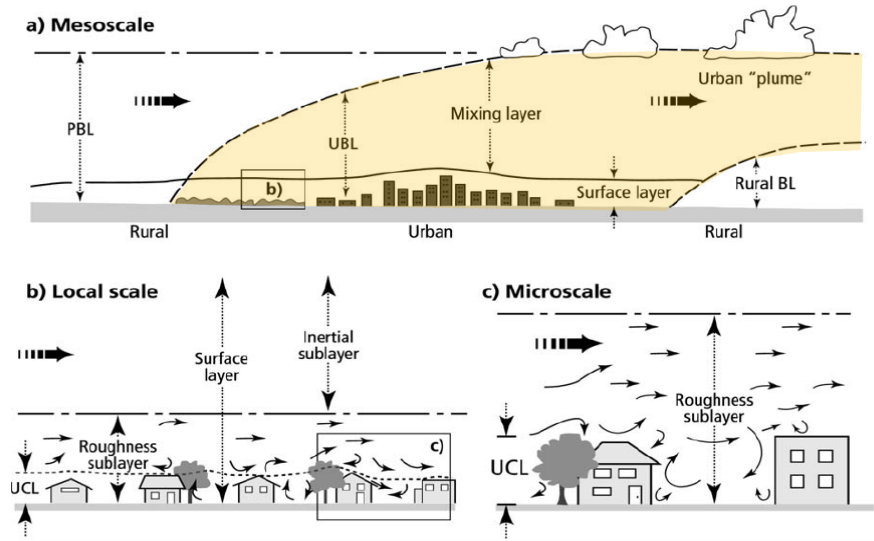 a) Mesoscale
Urban "plume"
PBL
Mixing layer
UBL
b)
Surface layer
Rural BL
Rural
Urban
Rural
b) Local scale
Surface
layer
Inertial
sublayer
Roughness
sublayer
c)
UCL
c) Microscale
Roughness
sublayer
UCL